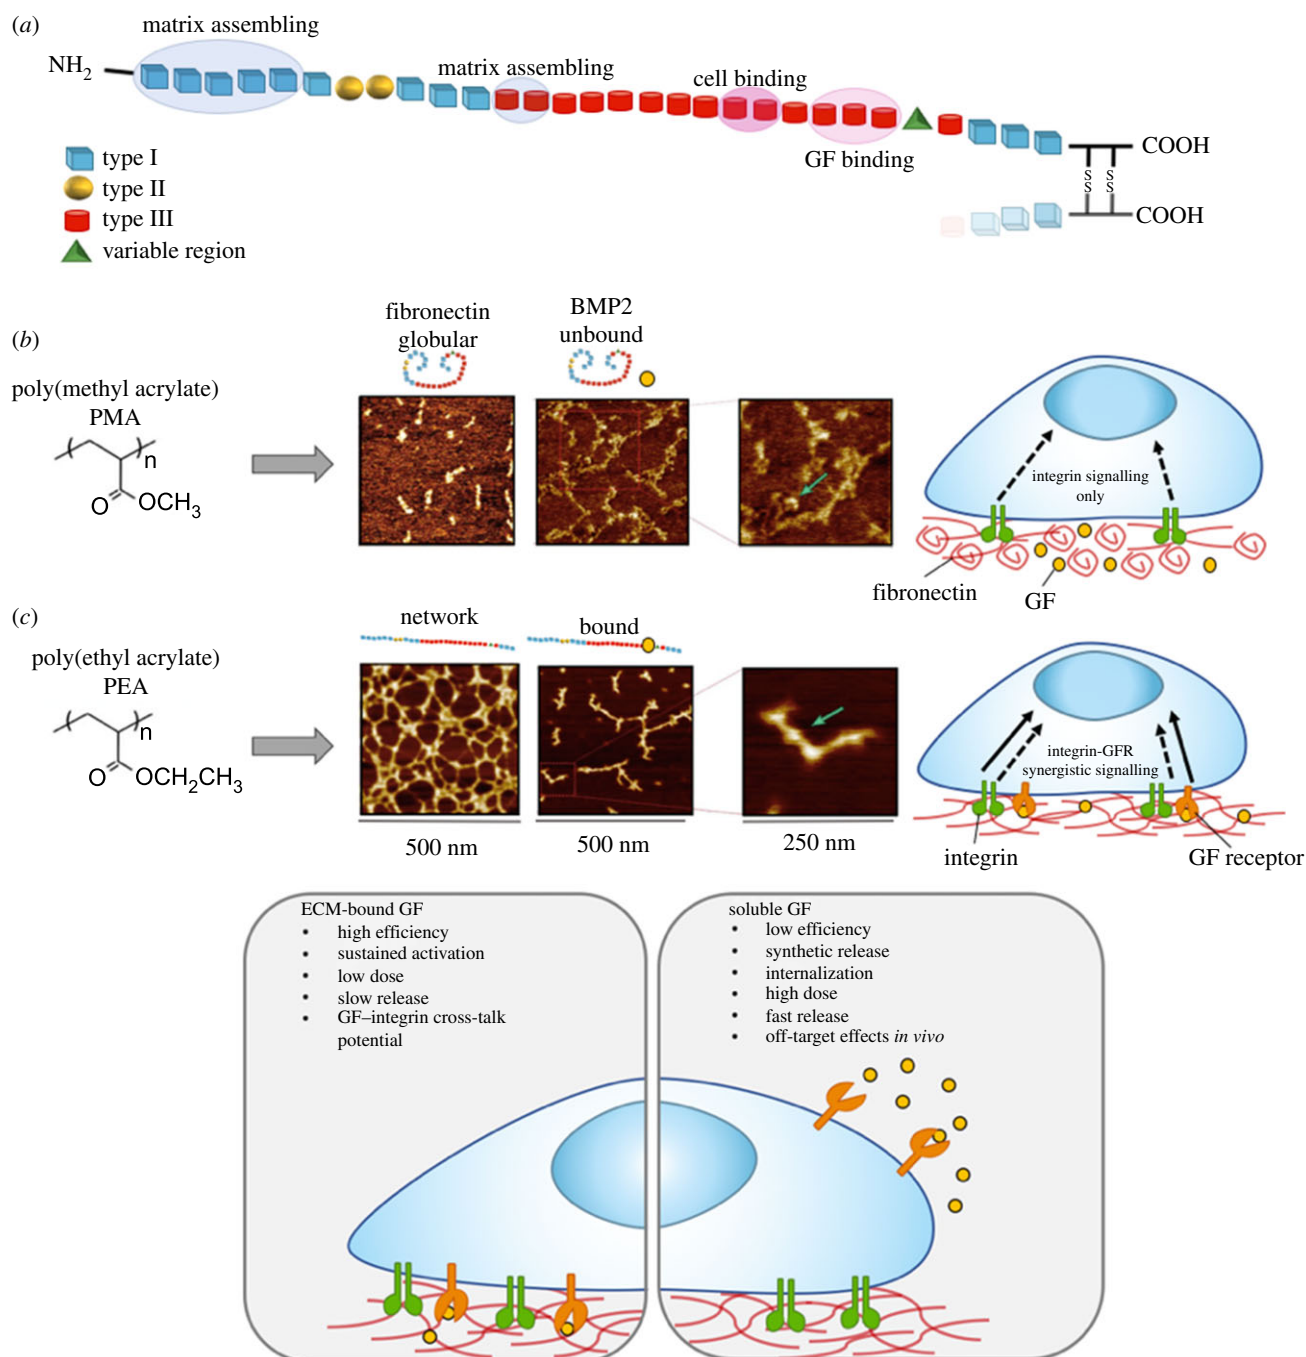 (a)
matrix assembling
NH2
matrix assembling
cell binding
GF binding
COOH
S S
S S
COOH
type I
type II
type III
variable region
(b)
fibronectin
globular
BMP2
unbound
poly(methyl acrylate)
PMA
n
O
OCH3
integrin signalling
only
fibronectin
GF
(c)
network
bound
poly(ethyl acrylate)
PEA
n
O
OCH2CH3
integrin-GFR
synergistic signalling
500 nm
500 nm
250 nm
integrin
GF receptor
ECM-bound GF
• high efficiency
• sustained activation
• low dose
• slow release
• GF–integrin cross-talk
potential
soluble GF
• low efficiency
• synthetic release
• internalization
• high dose
• fast release
• off-target effects in vivo